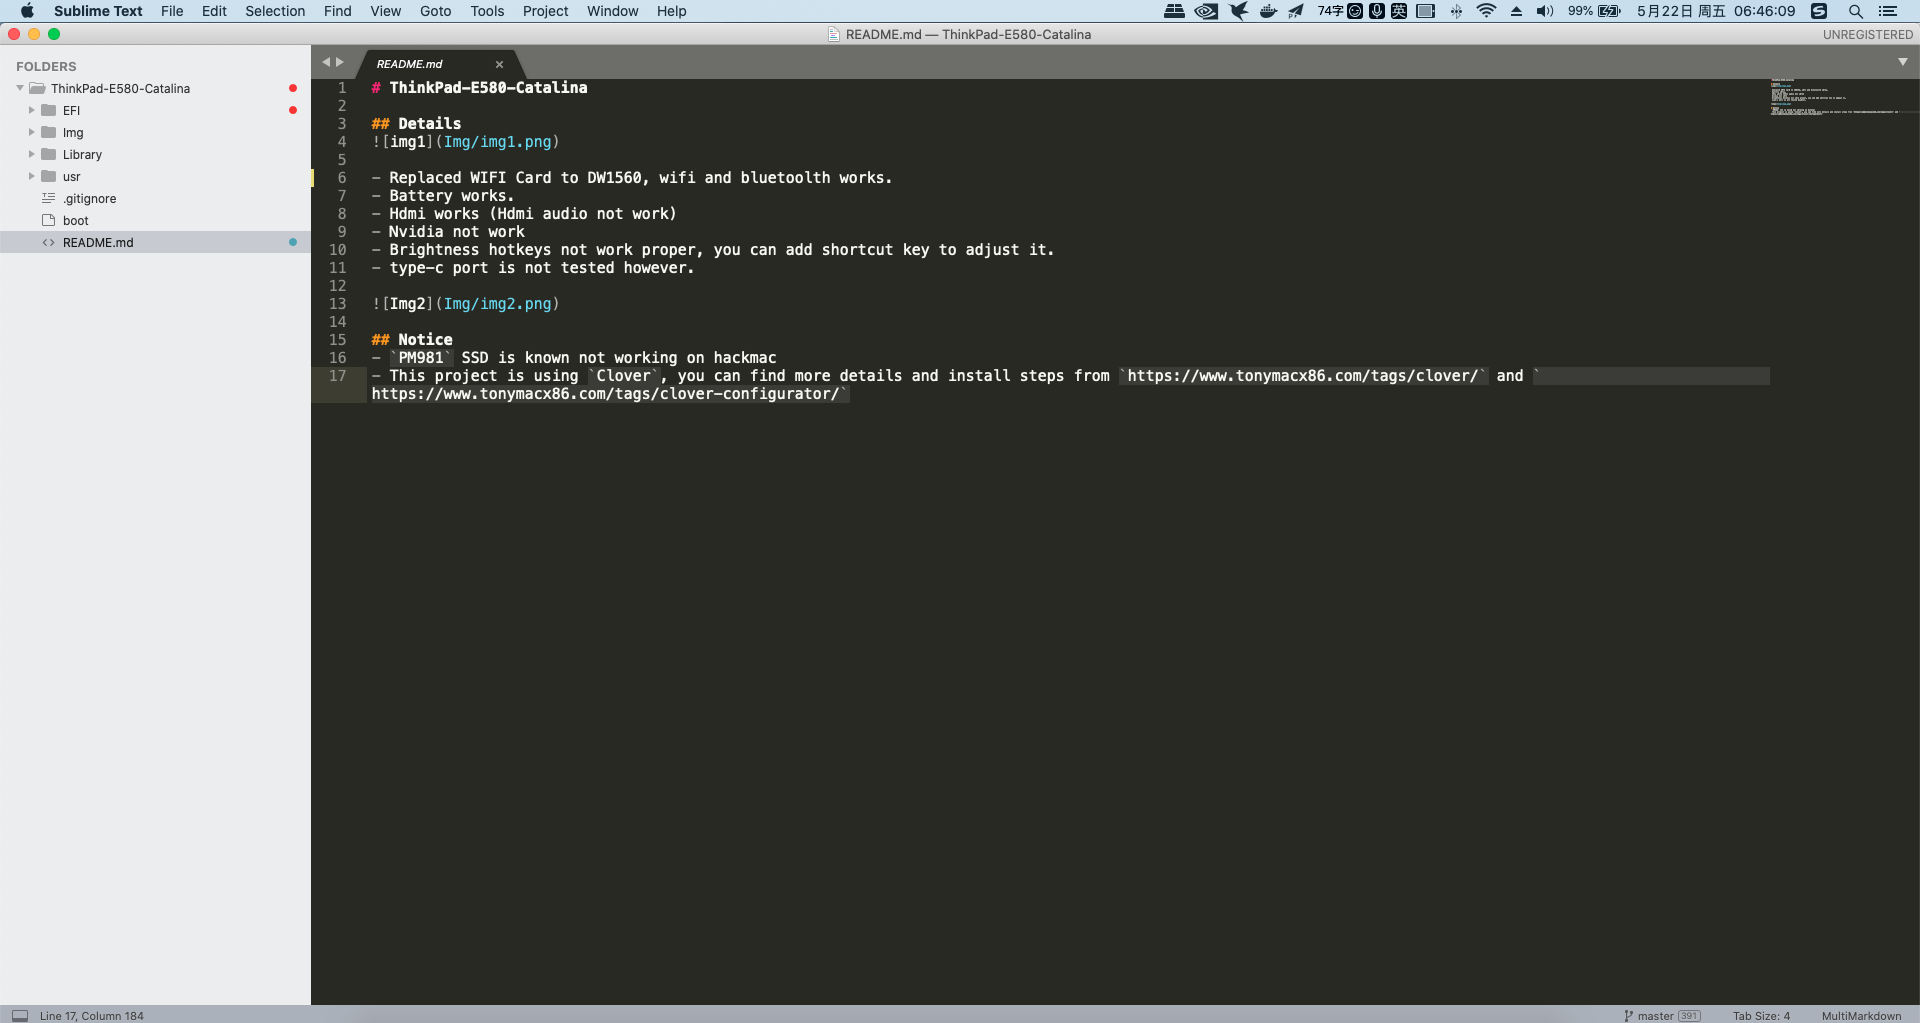 Sublime Text File Edit Selection Find View Goto Tools Project Window Help 74字 英 99% 5月22日 周五 06:46:09
README.md — ThinkPad-E580-Catalina UNREGISTERED
FOLDERS
ThinkPad-E580-Catalina
EFI
Img
Library
usr
.gitignore
boot
README.md
README.md
1 # ThinkPad-E580-Catalina
2
3 ## Details
4 ![img1](Img/img1.png)
5
6 - Replaced WIFI Card to DW1560, wifi and bluetoolth works.
7 - Battery works.
8 - Hdmi works (Hdmi audio not work)
9 - Nvidia not work
10 - Brightness hotkeys not work proper, you can add shortcut key to adjust it.
11 - type-c port is not tested however.
12
13 ![Img2](Img/img2.png)
14
15 ## Notice
16 - `PM981` SSD is known not working on hackmac
17 - This project is using `Clover`, you can find more details and install steps from `https://www.tonymacx86.com/tags/clover/` and `
https://www.tonymacx86.com/tags/clover-configurator/`
Line 17, Column 184 master 391 Tab Size: 4 MultiMarkdown